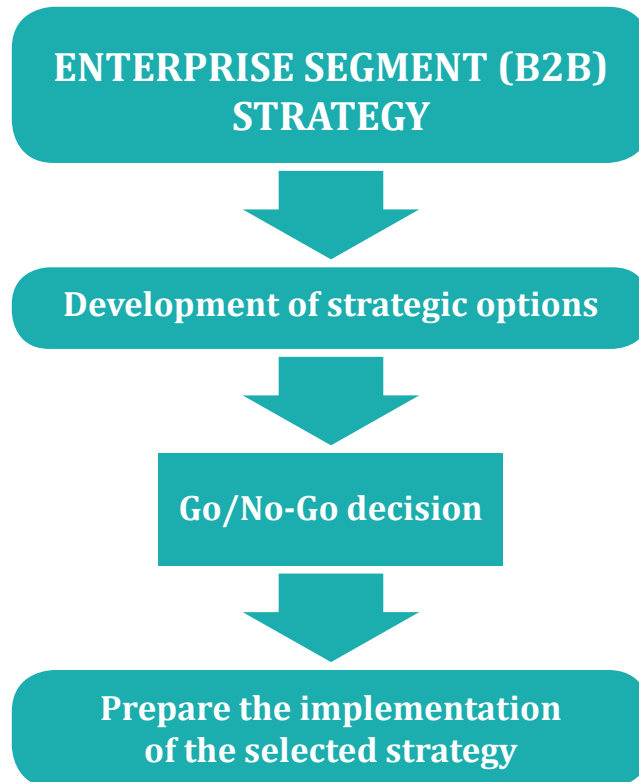 ENTERPRISE SEGMENT (B2B)
STRATEGY
Development of strategic options
Go/No-Go decision
Prepare the implementation
of the selected strategy